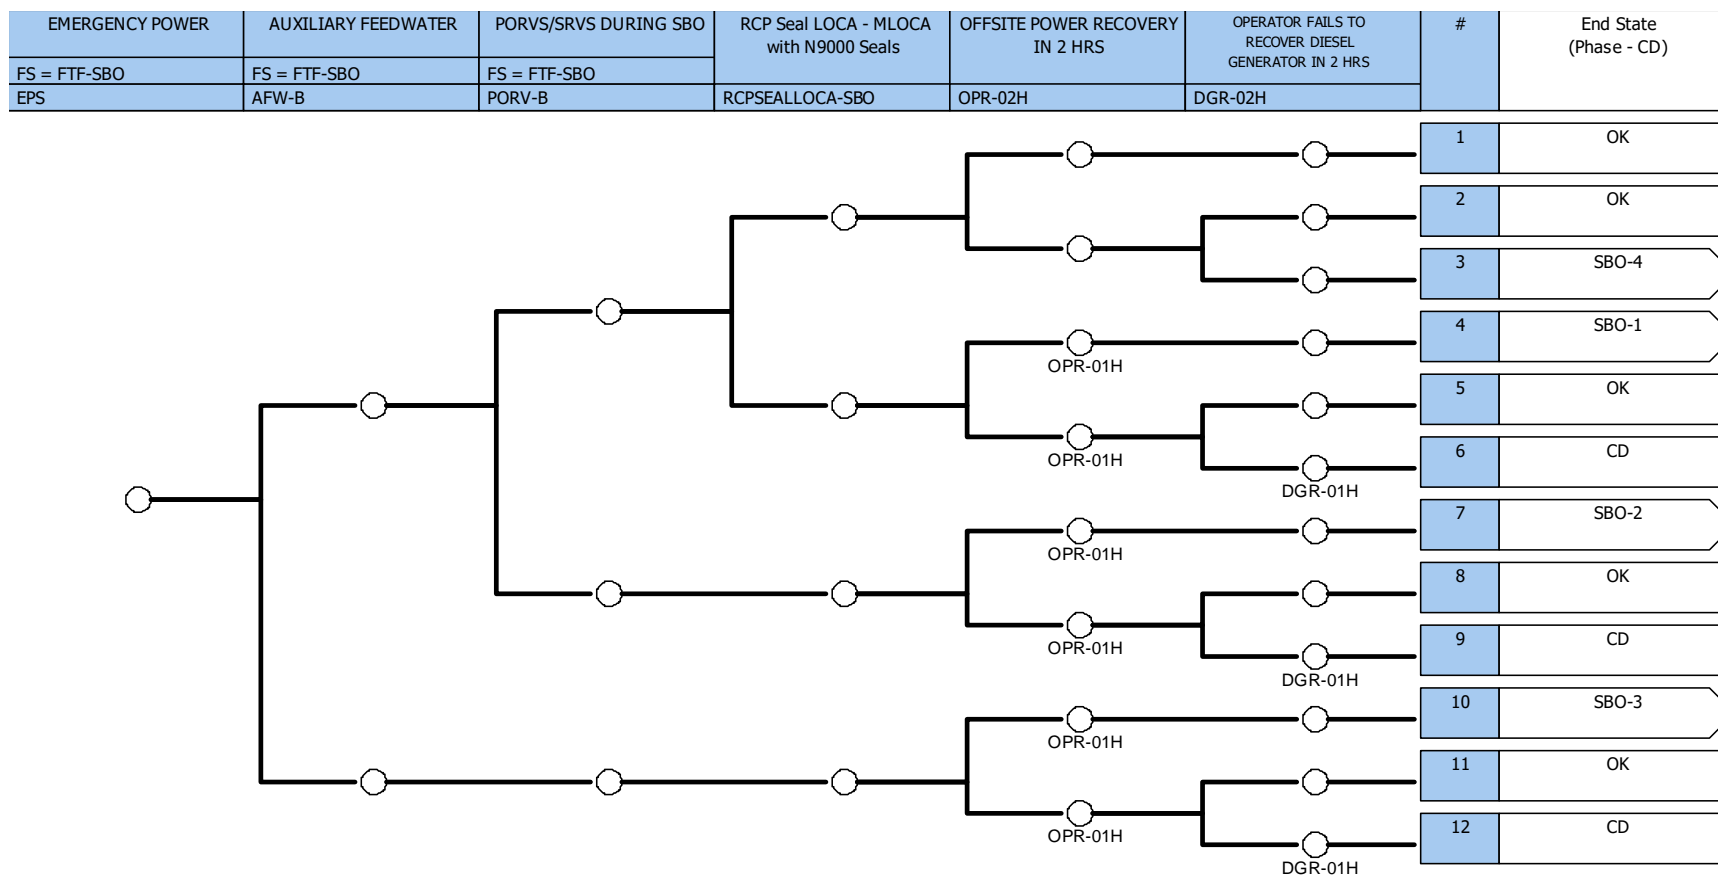 EMERGENCY POWER
FS = FTF-SBO
EPS
AUXILIARY FEEDWATER
FS = FTF-SBO
AFW-B
PORVS/SRVS DURING SBO
FS = FTF-SBO
PORV-B
RCP Seal LOCA - MLOCA
with N9000 Seals
RCPSEALLOCA-SBO
OFFSITE POWER RECOVERY
IN 2 HRS
OPR-02H
OPERATOR FAILS TO
RECOVER DIESEL
GENERATOR IN 2 HRS
DGR-02H
#
End State
(Phase - CD)
1 OK
2 OK
3 SBO-4
4 SBO-1
OPR-01H
5 OK
OPR-01H
6 CD
DGR-01H
7 SBO-2
OPR-01H
8 OK
OPR-01H
9 CD
DGR-01H
10 SBO-3
OPR-01H
11 OK
OPR-01H
12 CD
DGR-01H